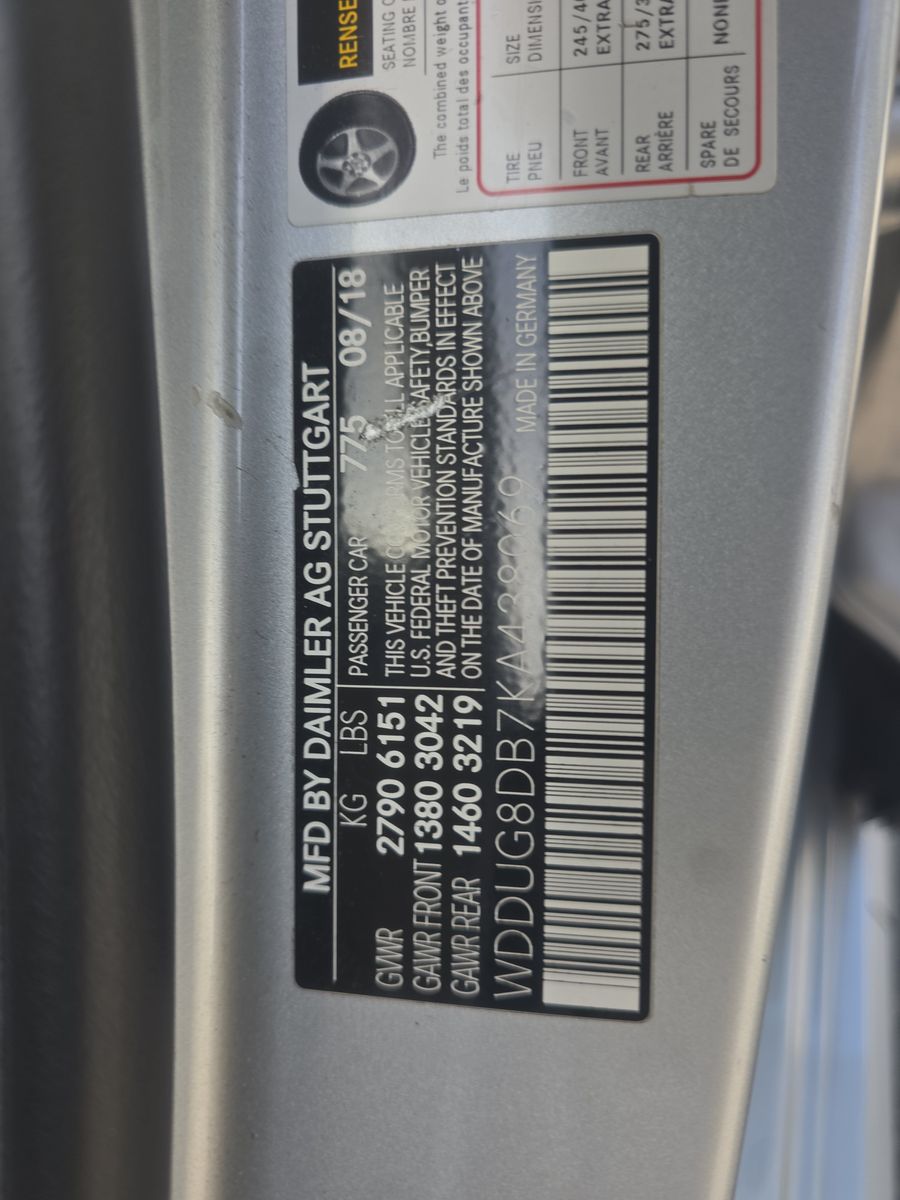 MFD BY DAIMLER AG STUTTGART
KG LBS
GVWR 2790 6151
GAWR FRONT 1380 3042
GAWR REAR 1460 3219
PASSENGER CAR 775 08/18
THIS VEHICLE CONFORMS TO ALL APPLICABLE
U.S. FEDERAL MOTOR VEHICLE SAFETY, BUMPER
AND THEFT PREVENTION STANDARDS IN EFFECT
ON THE DATE OF MANUFACTURE SHOWN ABOVE
WDDUG8DB7KA438069 MADE IN GERMANY
RENSE
SEATING
NOMBRE
The combined weight
Le poids total des occupant
TIRE SIZE
PNEU DIMENSI
FRONT 245/4
AVANT EXTRA
REAR 275/3
ARRIÈRE EXTRA
SPARE NON
DE SECOURS